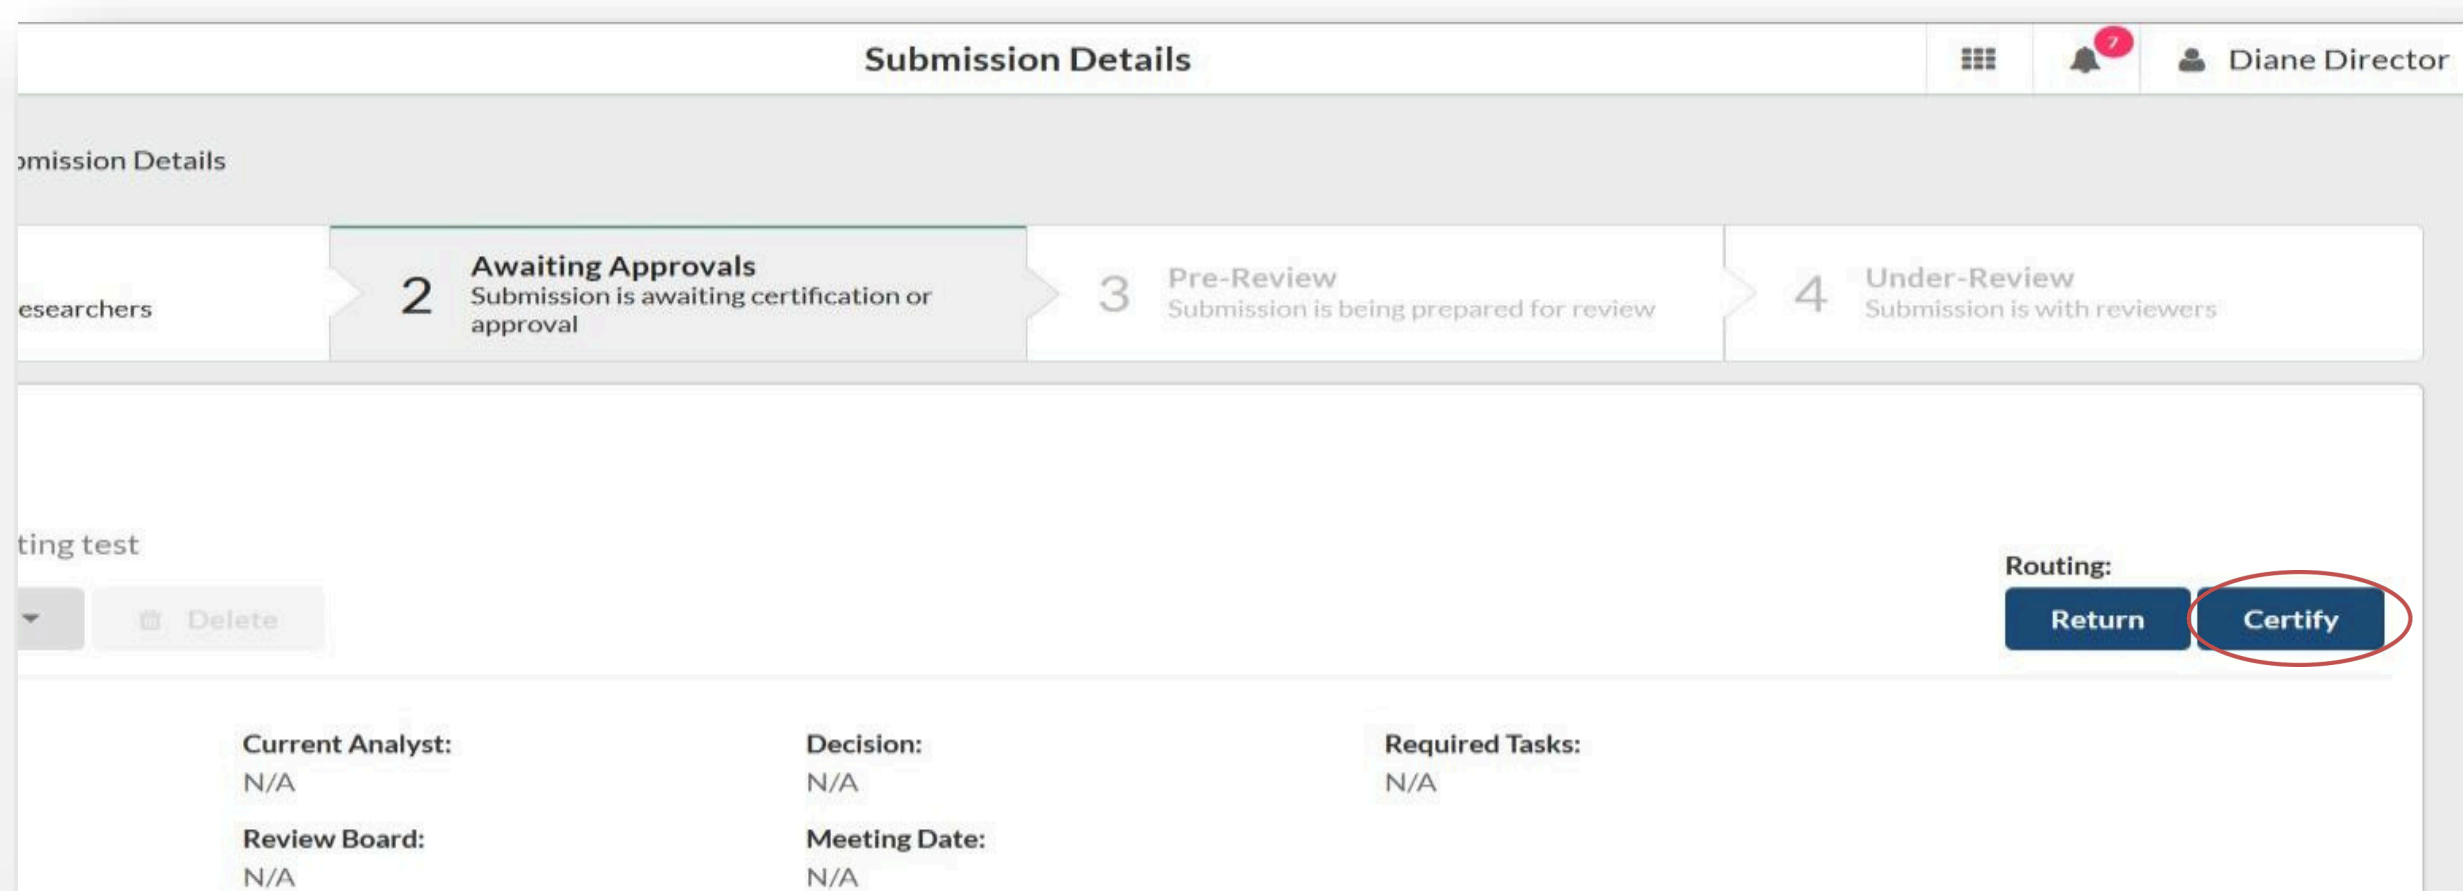 Submission Details
7
Diane Director
mission Details
esearchers
2
Awaiting Approvals
Submission is awaiting certification or
approval
3
Pre-Review
Submission is being prepared for review
4
Under-Review
Submission is with reviewers
ting test
Delete
Routing:
Return
Certify
Current Analyst:
N/A
Decision:
N/A
Required Tasks:
N/A
Review Board:
N/A
Meeting Date:
N/A